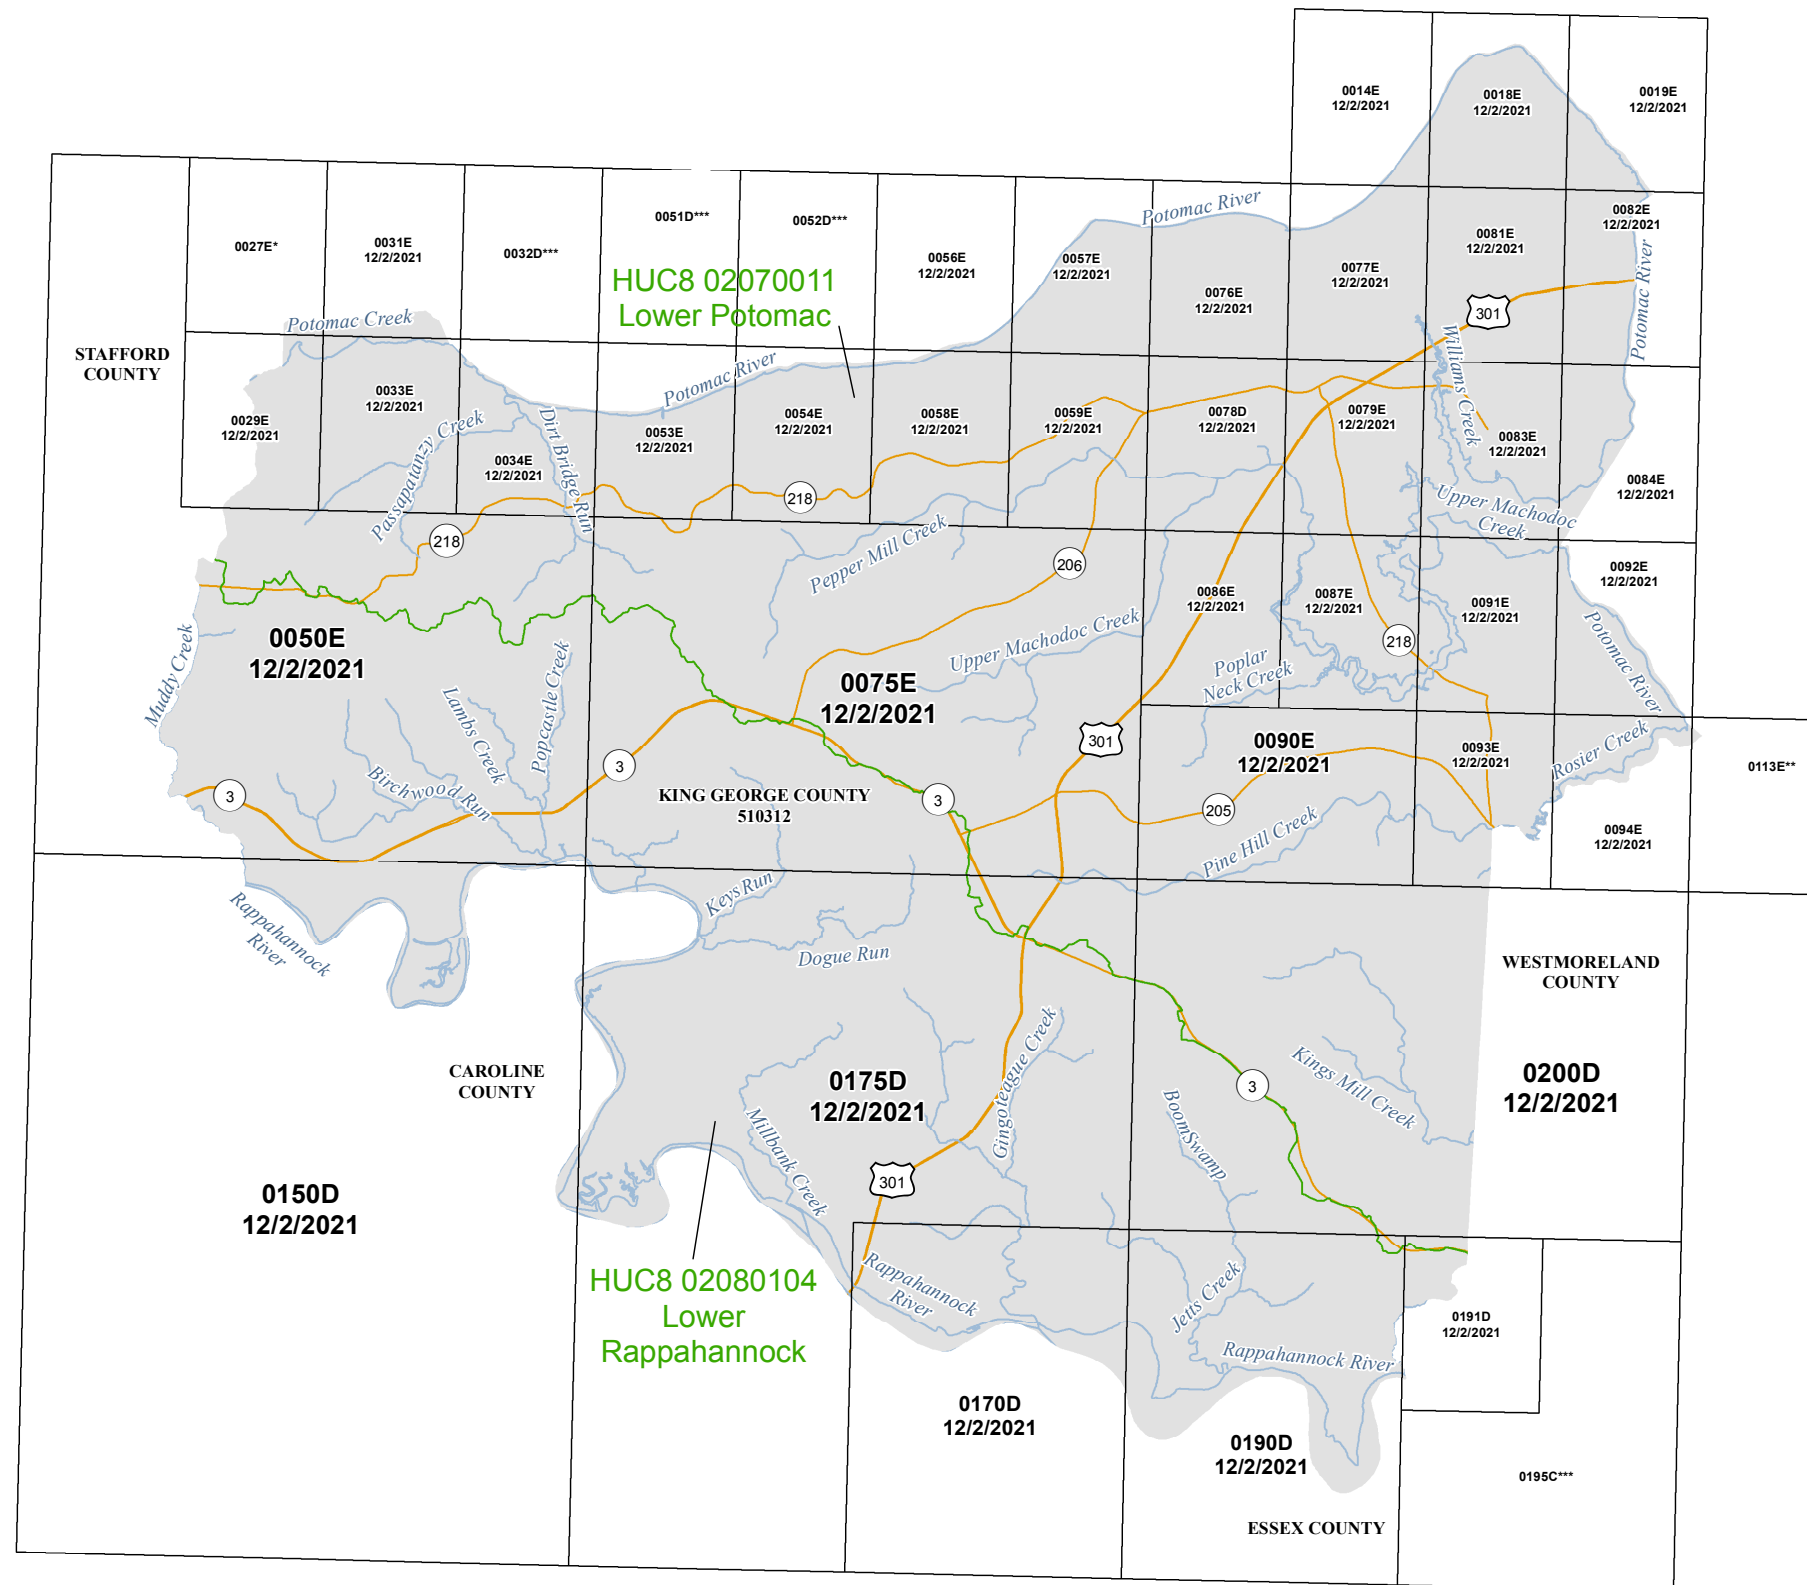 0014E
12/2/2021
0018E
12/2/2021
0019E
12/2/2021
0027E*
0031E
12/2/2021
0032D***
0051D***
0052D***
0056E
12/2/2021
0057E
12/2/2021
Potomac River
0076E
12/2/2021
0077E
12/2/2021
0081E
12/2/2021
0082E
12/2/2021
Potomac River
HUC8 02070011
Lower Potomac
301
Potomac Creek
STAFFORD
COUNTY
0029E
12/2/2021
0033E
12/2/2021
Passapatanzy Creek
0034E
12/2/2021
Dirt Bridge Run
0053E
12/2/2021
Potomac River
0054E
12/2/2021
0058E
12/2/2021
0059E
12/2/2021
0078D
12/2/2021
0079E
12/2/2021
Williams Creek
0083E
12/2/2021
0084E
12/2/2021
Upper Machodoc
Creek
218
218
Pepper Mill Creek
206
0086E
12/2/2021
0087E
12/2/2021
0091E
12/2/2021
0092E
12/2/2021
218
Potomac River
0050E
12/2/2021
Muddy Creek
Lambs Creek
Popcastle Creek
Birchwood Run
3
3
0075E
12/2/2021
Upper Machodoc Creek
Poplar
Neck Creek
301
KING GEORGE COUNTY
510312
3
0090E
12/2/2021
205
Pine Hill Creek
0093E
12/2/2021
Rosier Creek
0094E
12/2/2021
0113E**
Rappahannock
River
Keys Run
Dogue Run
WESTMORELAND
COUNTY
CAROLINE
COUNTY
0175D
12/2/2021
Gingoteague Creek
Millbank Creek
301
BoomSwamp
3
Kings Mill Creek
0200D
12/2/2021
0150D
12/2/2021
HUC8 02080104
Lower
Rappahannock
Rappahannock
River
Jetts Creek
Rappahannock River
0191D
12/2/2021
0170D
12/2/2021
0190D
12/2/2021
0195C***
ESSEX COUNTY